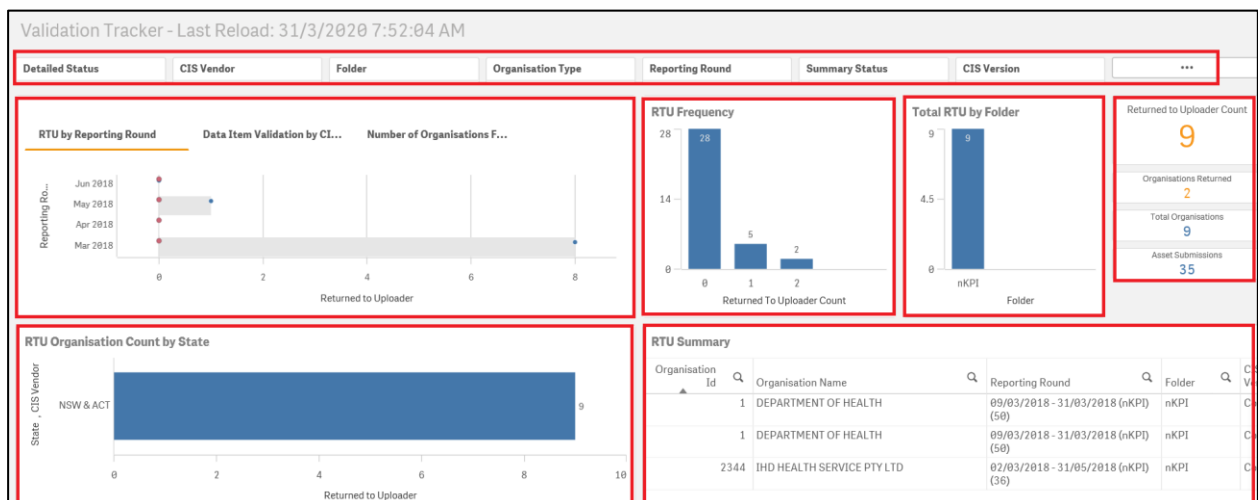 Validation Tracker - Last Reload: 31/3/2020 7:52:04 AM
Detailed Status
CIS Vendor
Folder
Organisation Type
Reporting Round
Summary Status
CIS Version
...
RTU by Reporting Round
Data Item Validation by CI...
Number of Organisations F...
Reporting Ro...
Jun 2018
May 2018
Apr 2018
Mar 2018
0 2 4 6 8
Returned to Uploader
RTU Frequency
28
14
0
28
5
2
0 1 2
Returned To Uploader Count
Total RTU by Folder
9
4.5
0
9
nKPI
Folder
Returned to Uploader Count
9
Organisations Returned
2
Total Organisations
9
Asset Submissions
35
RTU Organisation Count by State
State , CIS Vendor
NSW & ACT
9
0 2 4 6 8 10
Returned to Uploader
RTU Summary
Organisation Id
Organisation Name
Reporting Round
Folder
1 DEPARTMENT OF HEALTH 09/03/2018 - 31/03/2018 (nKPI) (50) nKPI
1 DEPARTMENT OF HEALTH 09/03/2018 - 31/03/2018 (nKPI) (50) nKPI
2344 IHD HEALTH SERVICE PTY LTD 02/03/2018 - 31/05/2018 (nKPI) (36) nKPI